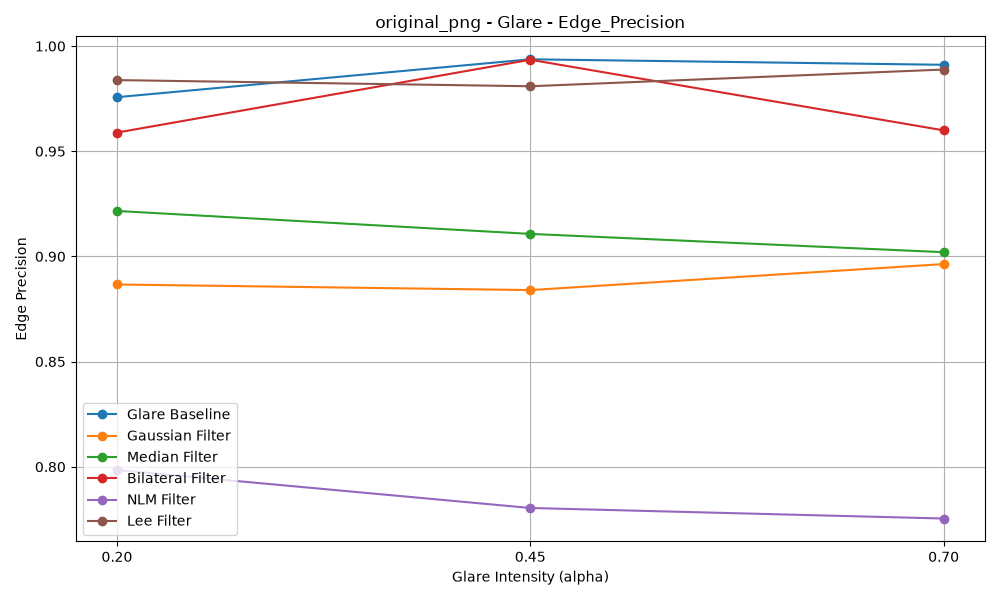 original_png - Glare - Edge_Precision
1.00
0.95
0.90
0.85
0.80
Edge Precision
Glare Baseline
Gaussian Filter
Median Filter
Bilateral Filter
NLM Filter
Lee Filter
0.20
0.45
0.70
Glare Intensity (alpha)